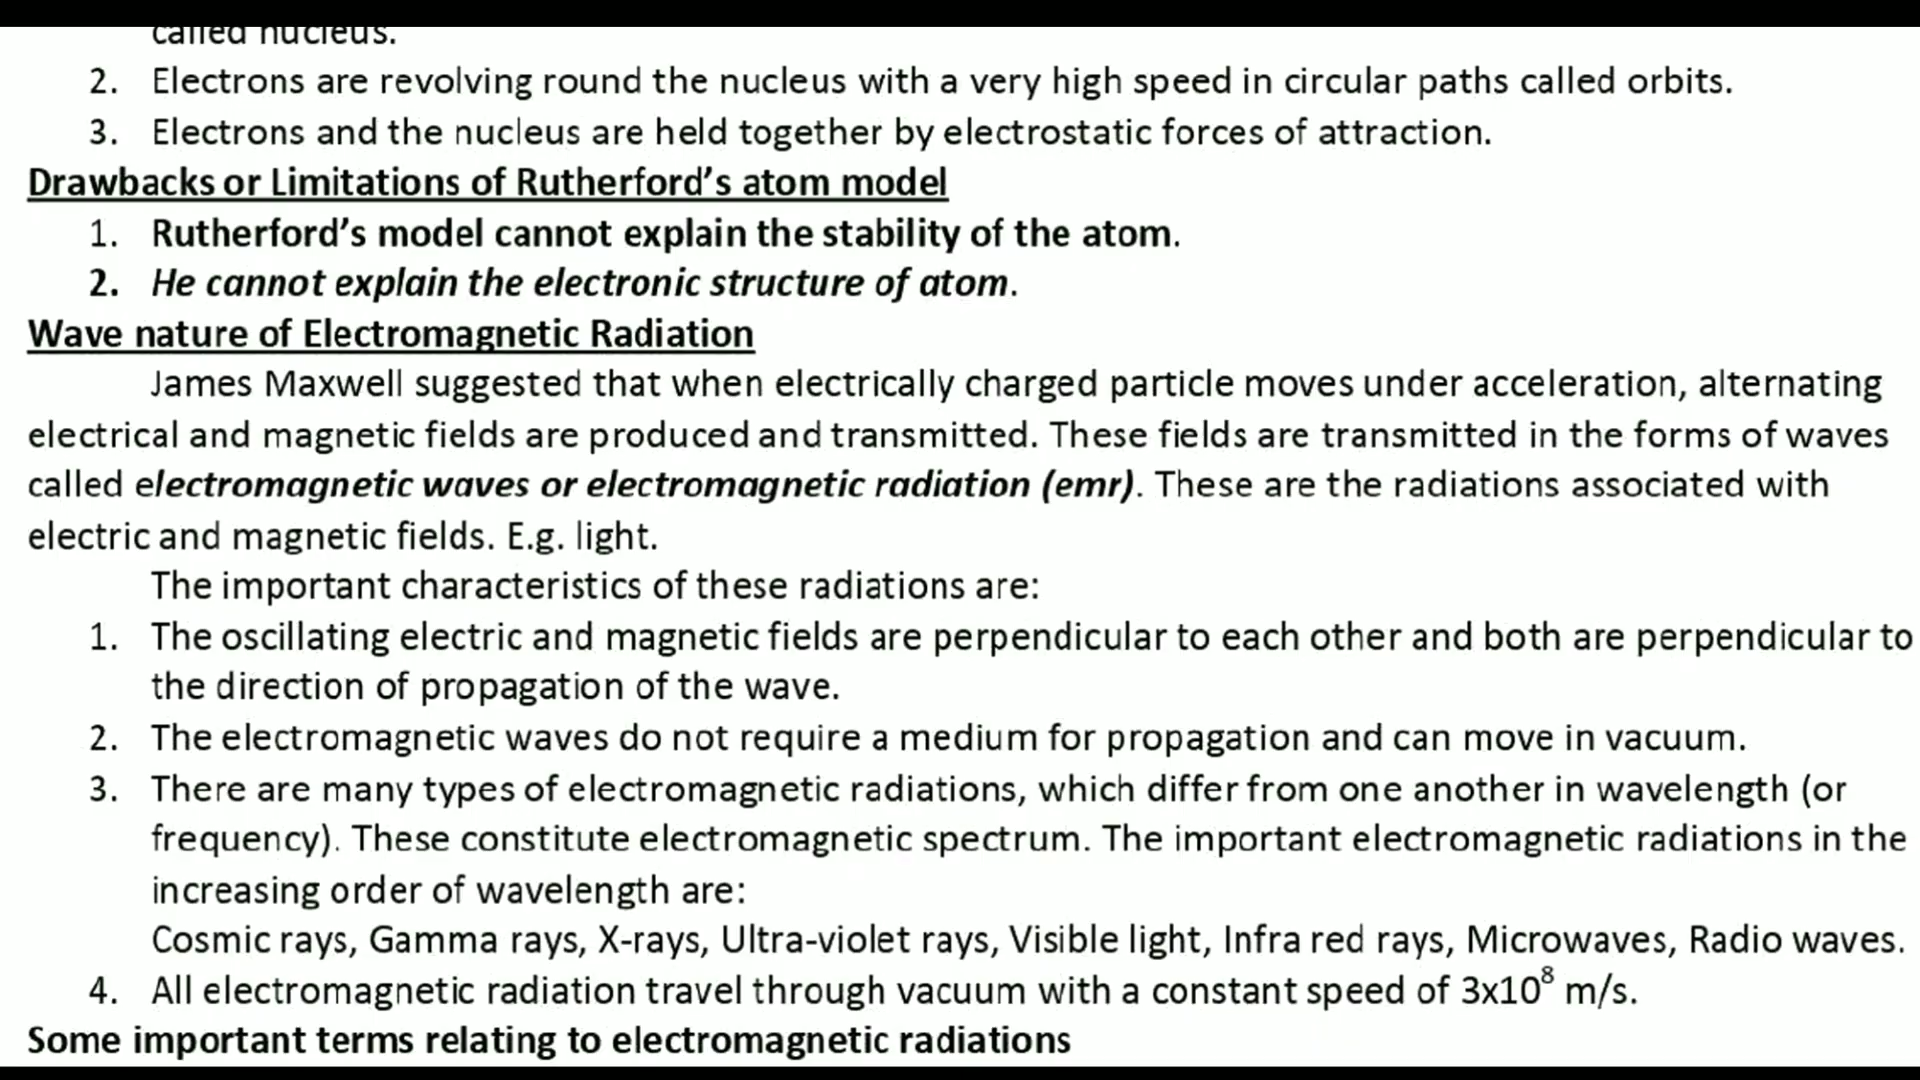 called nucleus.
2. Electrons are revolving round the nucleus with a very high speed in circular paths called orbits.
3. Electrons and the nucleus are held together by electrostatic forces of attraction.
Drawbacks or Limitations of Rutherford’s atom model
1. Rutherford’s model cannot explain the stability of the atom.
2. He cannot explain the electronic structure of atom.
Wave nature of Electromagnetic Radiation
James Maxwell suggested that when electrically charged particle moves under acceleration, alternating
electrical and magnetic fields are produced and transmitted. These fields are transmitted in the forms of waves
called electromagnetic waves or electromagnetic radiation (emr). These are the radiations associated with
electric and magnetic fields. E.g. light.
The important characteristics of these radiations are:
1. The oscillating electric and magnetic fields are perpendicular to each other and both are perpendicular to
the direction of propagation of the wave.
2. The electromagnetic waves do not require a medium for propagation and can move in vacuum.
3. There are many types of electromagnetic radiations, which differ from one another in wavelength (or
frequency). These constitute electromagnetic spectrum. The important electromagnetic radiations in the
increasing order of wavelength are:
Cosmic rays, Gamma rays, X-rays, Ultra-violet rays, Visible light, Infra red rays, Microwaves, Radio waves.
4. All electromagnetic radiation travel through vacuum with a constant speed of 3x10⁸ m/s.
Some important terms relating to electromagnetic radiations